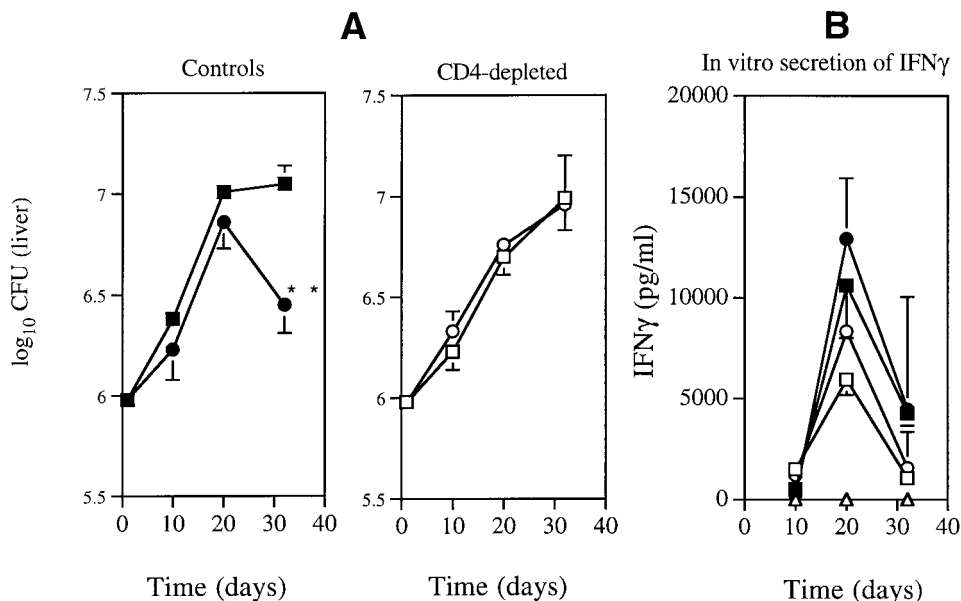 A
Controls
log10 CFU (liver)
7.5
7
6.5
6
5.5
* *
0 10 20 30 40
Time (days)
CD4-depleted
7.5
7
6.5
6
5.5
0 10 20 30 40
Time (days)
B
In vitro secretion of IFNγ
IFNγ (pg/ml)
20000
15000
10000
5000
0
0 10 20 30 40
Time (days)